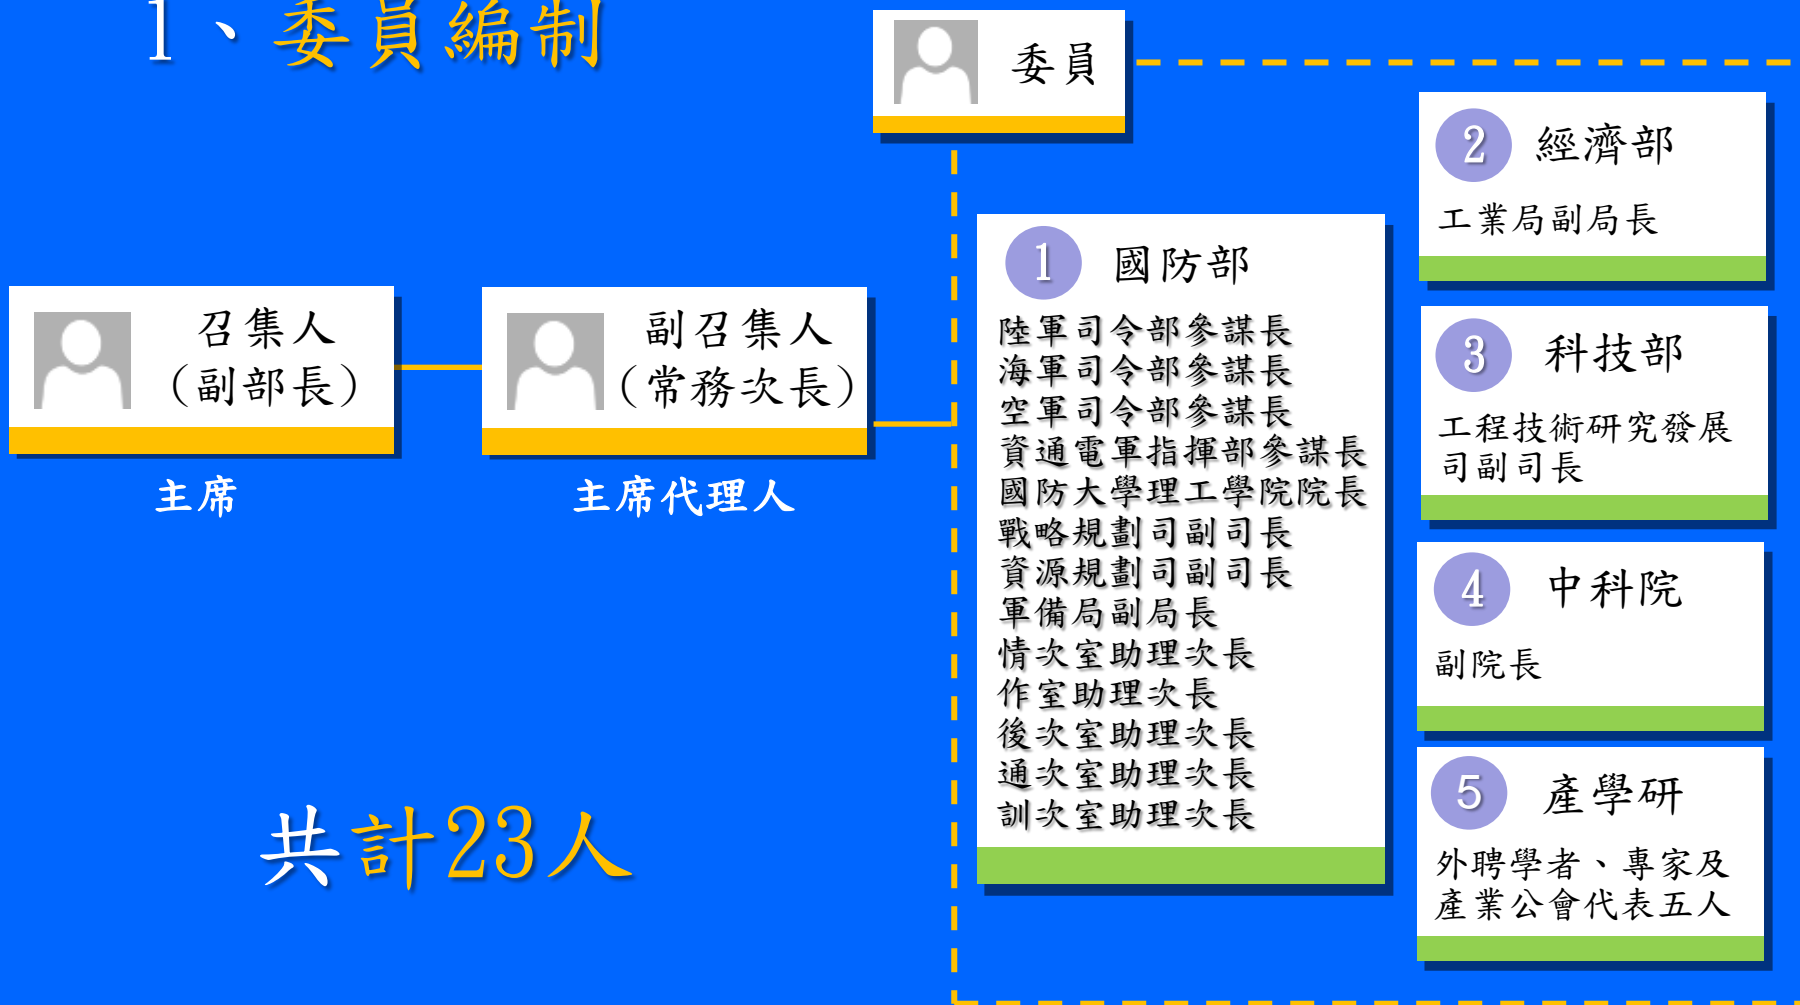 1、委員編制
委員
召集人
(副部長)
主席
副召集人
(常務次長)
主席代理人
共計23人
1 國防部
陸軍司令部參謀長
海軍司令部參謀長
空軍司令部參謀長
資通電軍指揮部參謀長
國防大學理工學院院長
戰略規劃司副司長
資源規劃司副司長
軍備局副局長
情次室助理次長
作室助理次長
後次室助理次長
通次室助理次長
訓次室助理次長
2 經濟部
工業局副局長
3 科技部
工程技術研究發展
司副司長
4 中科院
副院長
5 產學研
外聘學者、專家及
產業公會代表五人